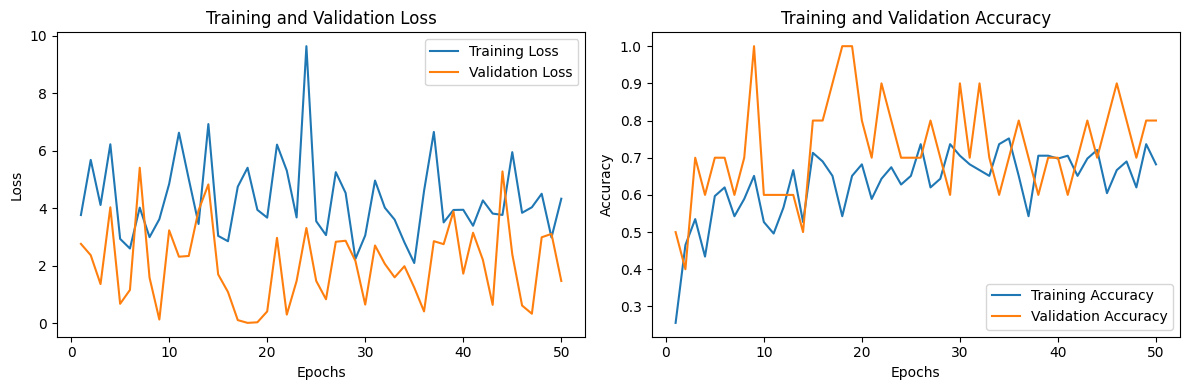 Training and Validation Loss
Training Loss
Validation Loss
Loss
10
8
6
4
2
0
0 10 20 30 40 50
Epochs
Training and Validation Accuracy
Accuracy
1.0
0.9
0.8
0.7
0.6
0.5
0.4
0.3
Training Accuracy
Validation Accuracy
0 10 20 30 40 50
Epochs